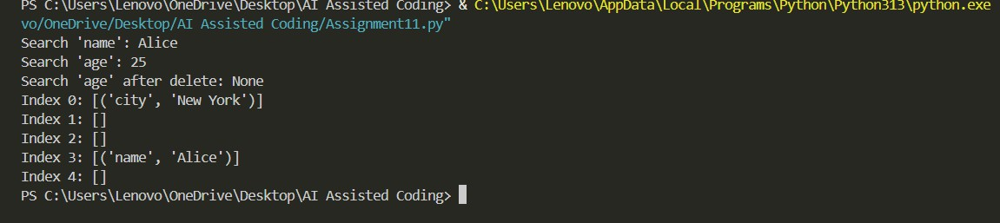 PS C:\Users\Lenovo\OneDrive\Desktop\AI Assisted Coding> & C:\Users\Lenovo\AppData\Local\Programs\Python\Python313\python.exe
vo/OneDrive/Desktop/AI Assisted Coding/Assignment11.py"
Search 'name': Alice
Search 'age': 25
Search 'age' after delete: None
Index 0: [('city', 'New York')]
Index 1: []
Index 2: []
Index 3: [('name', 'Alice')]
Index 4: []
PS C:\Users\Lenovo\OneDrive\Desktop\AI Assisted Coding>